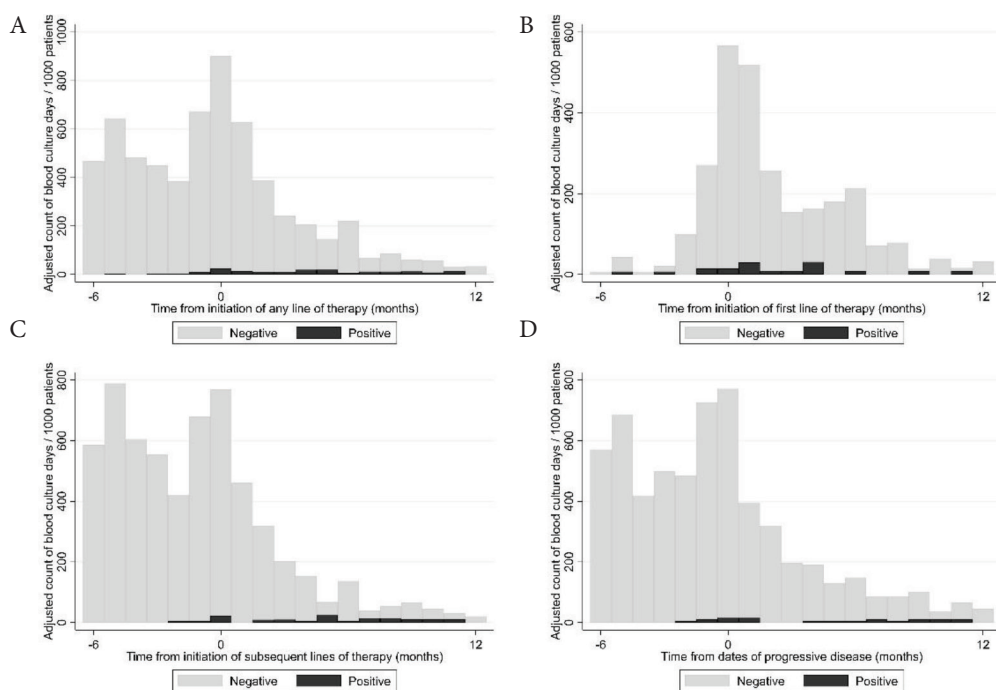 A
Adjusted count of blood culture days / 1000 patients
1000
800
600
400
200
0
-6
0
12
Time from initiation of any line of therapy (months)
Negative
Positive
B
Adjusted count of blood culture days / 1000 patients
600
400
200
0
-6
0
12
Time from initiation of first line of therapy (months)
Negative
Positive
C
Adjusted count of blood culture days / 1000 patients
800
600
400
200
0
-6
0
12
Time from initiation of subsequent lines of therapy (months)
Negative
Positive
D
Adjusted count of blood culture days / 1000 patients
800
600
400
200
0
-6
0
12
Time from dates of progressive disease (months)
Negative
Positive